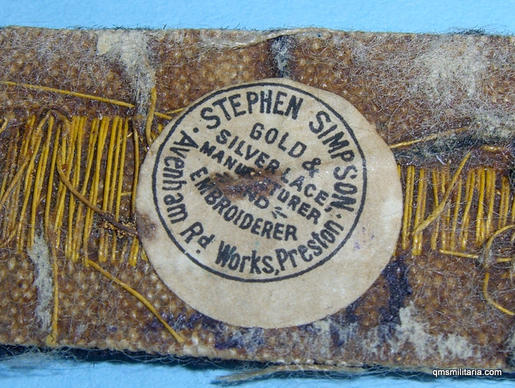 . STEPHEN SIMPSON .
GOLD &
SILVER LACE
MANUFACTURER
AND
EMBROIDERER
Avenham Rd. Works, Preston.
qmsmilitaria.com